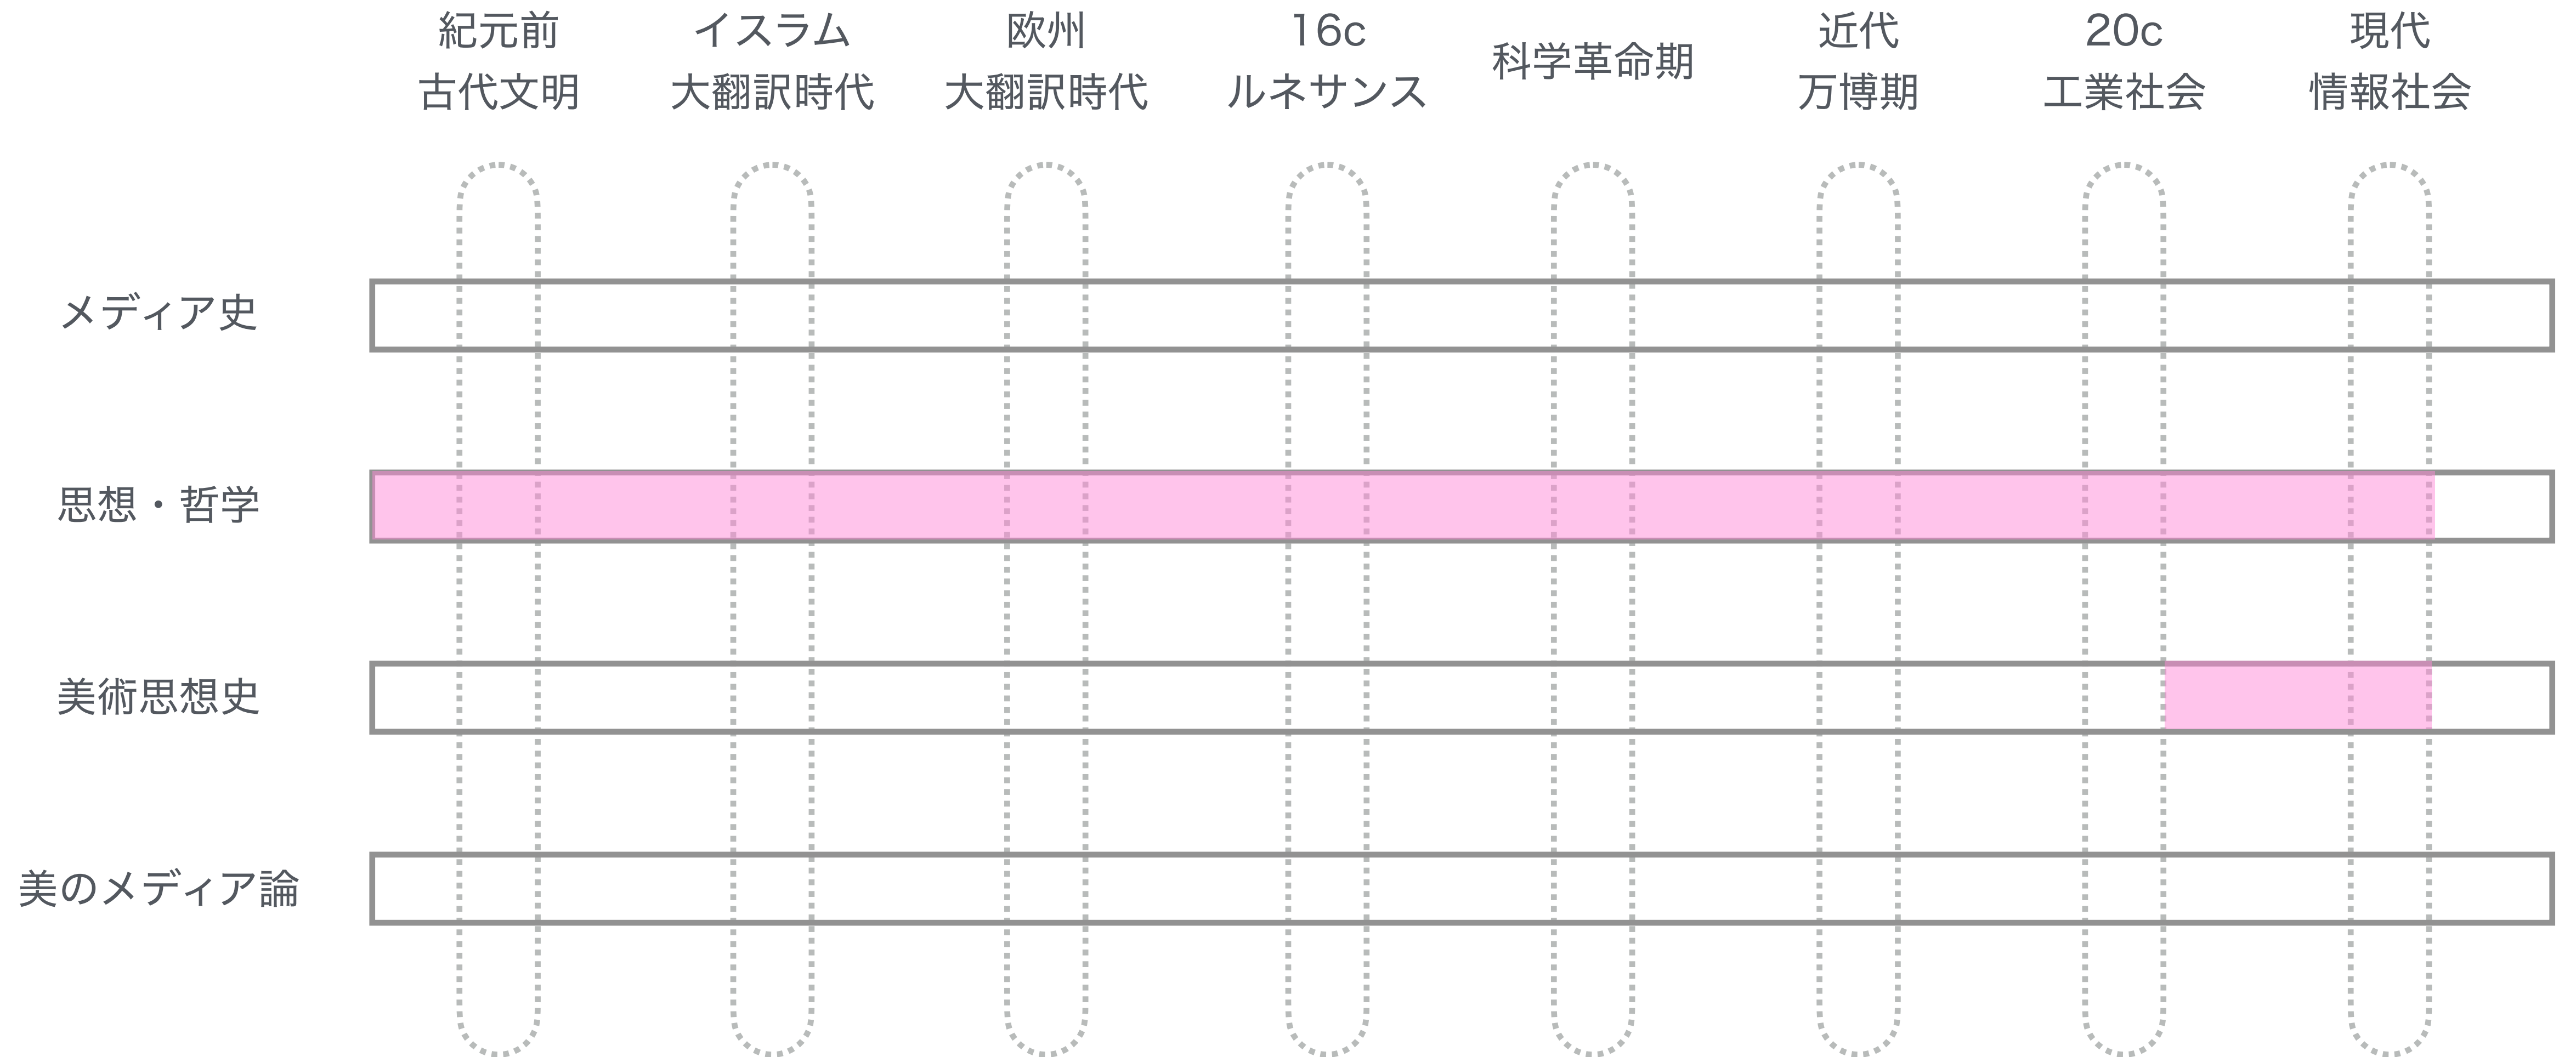 紀元前
古代文明
イスラム
大翻訳時代
欧州
大翻訳時代
16c
ルネサンス
科学革命期
近代
万博期
20c
工業社会
現代
情報社会
メディア史
思想・哲学
美術思想史
美のメディア論